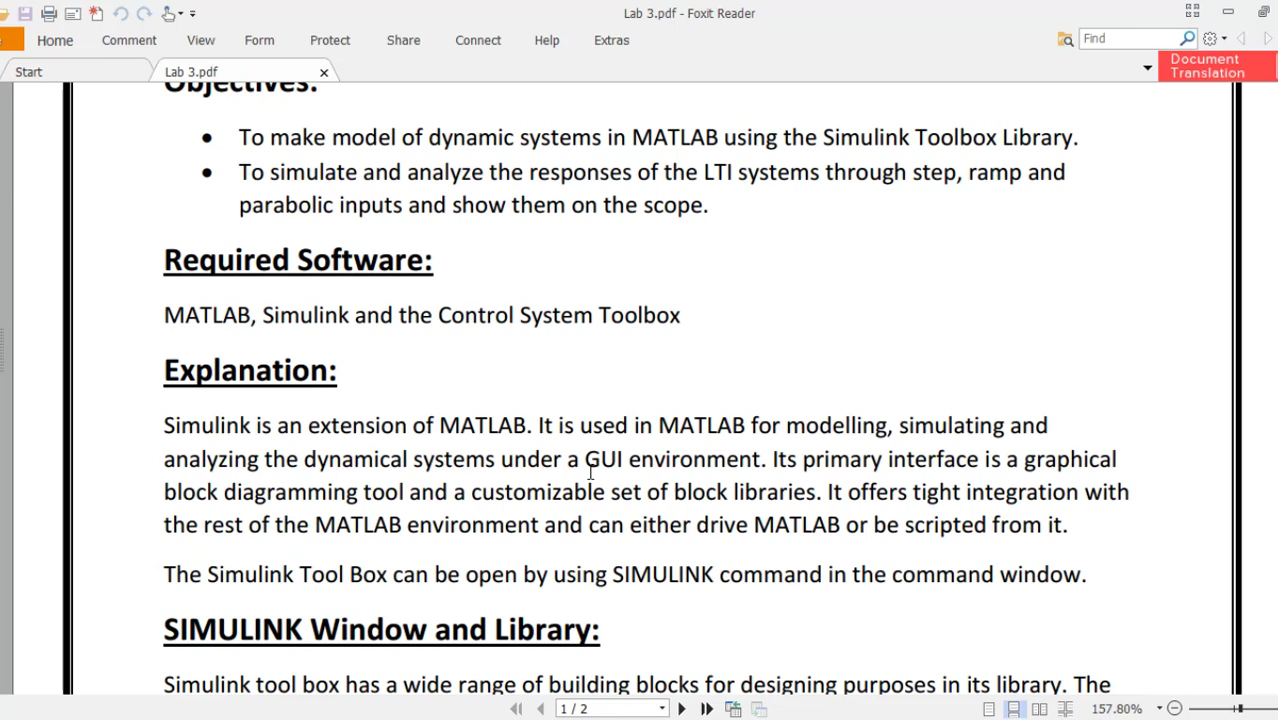 Lab 3.pdf - Foxit Reader
Home Comment View Form Protect Share Connect Help Extras Find
Start Lab 3.pdf × Document
Translation
Objectives:
• To make model of dynamic systems in MATLAB using the Simulink Toolbox Library.
• To simulate and analyze the responses of the LTI systems through step, ramp and
parabolic inputs and show them on the scope.
Required Software:
MATLAB, Simulink and the Control System Toolbox
Explanation:
Simulink is an extension of MATLAB. It is used in MATLAB for modelling, simulating and
analyzing the dynamical systems under a GUI environment. Its primary interface is a graphical
block diagramming tool and a customizable set of block libraries. It offers tight integration with
the rest of the MATLAB environment and can either drive MATLAB or be scripted from it.
The Simulink Tool Box can be open by using SIMULINK command in the command window.
SIMULINK Window and Library:
Simulink tool box has a wide range of building blocks for designing purposes in its library. The
1 / 2 157.80%